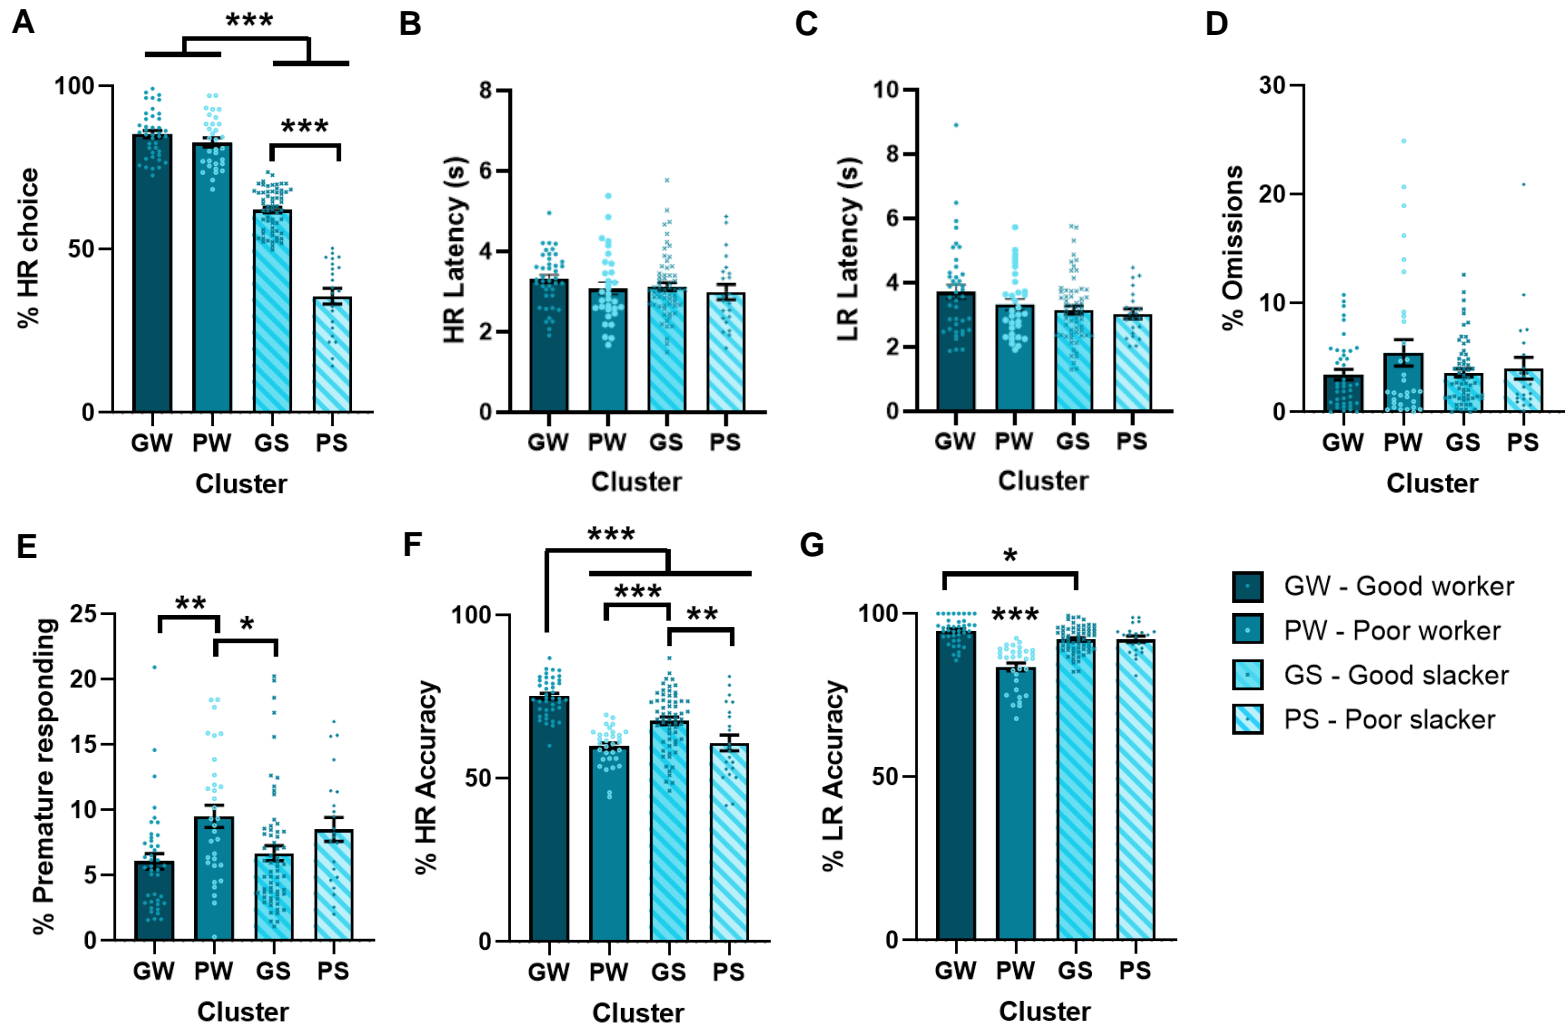 A
***
***
% HR choice
100
50
0
GW PW GS PS
Cluster
B
HR Latency (s)
8
6
4
2
0
GW PW GS PS
Cluster
C
LR Latency (s)
10
8
6
4
2
0
GW PW GS PS
Cluster
D
% Omissions
30
20
10
0
GW PW GS PS
Cluster
E
** *
% Premature responding
25
20
15
10
5
0
GW PW GS PS
Cluster
F
***
*** **
% HR Accuracy
100
50
0
GW PW GS PS
Cluster
G
*
***
% LR Accuracy
100
50
0
GW PW GS PS
Cluster
GW - Good worker
PW - Poor worker
GS - Good slacker
PS - Poor slacker